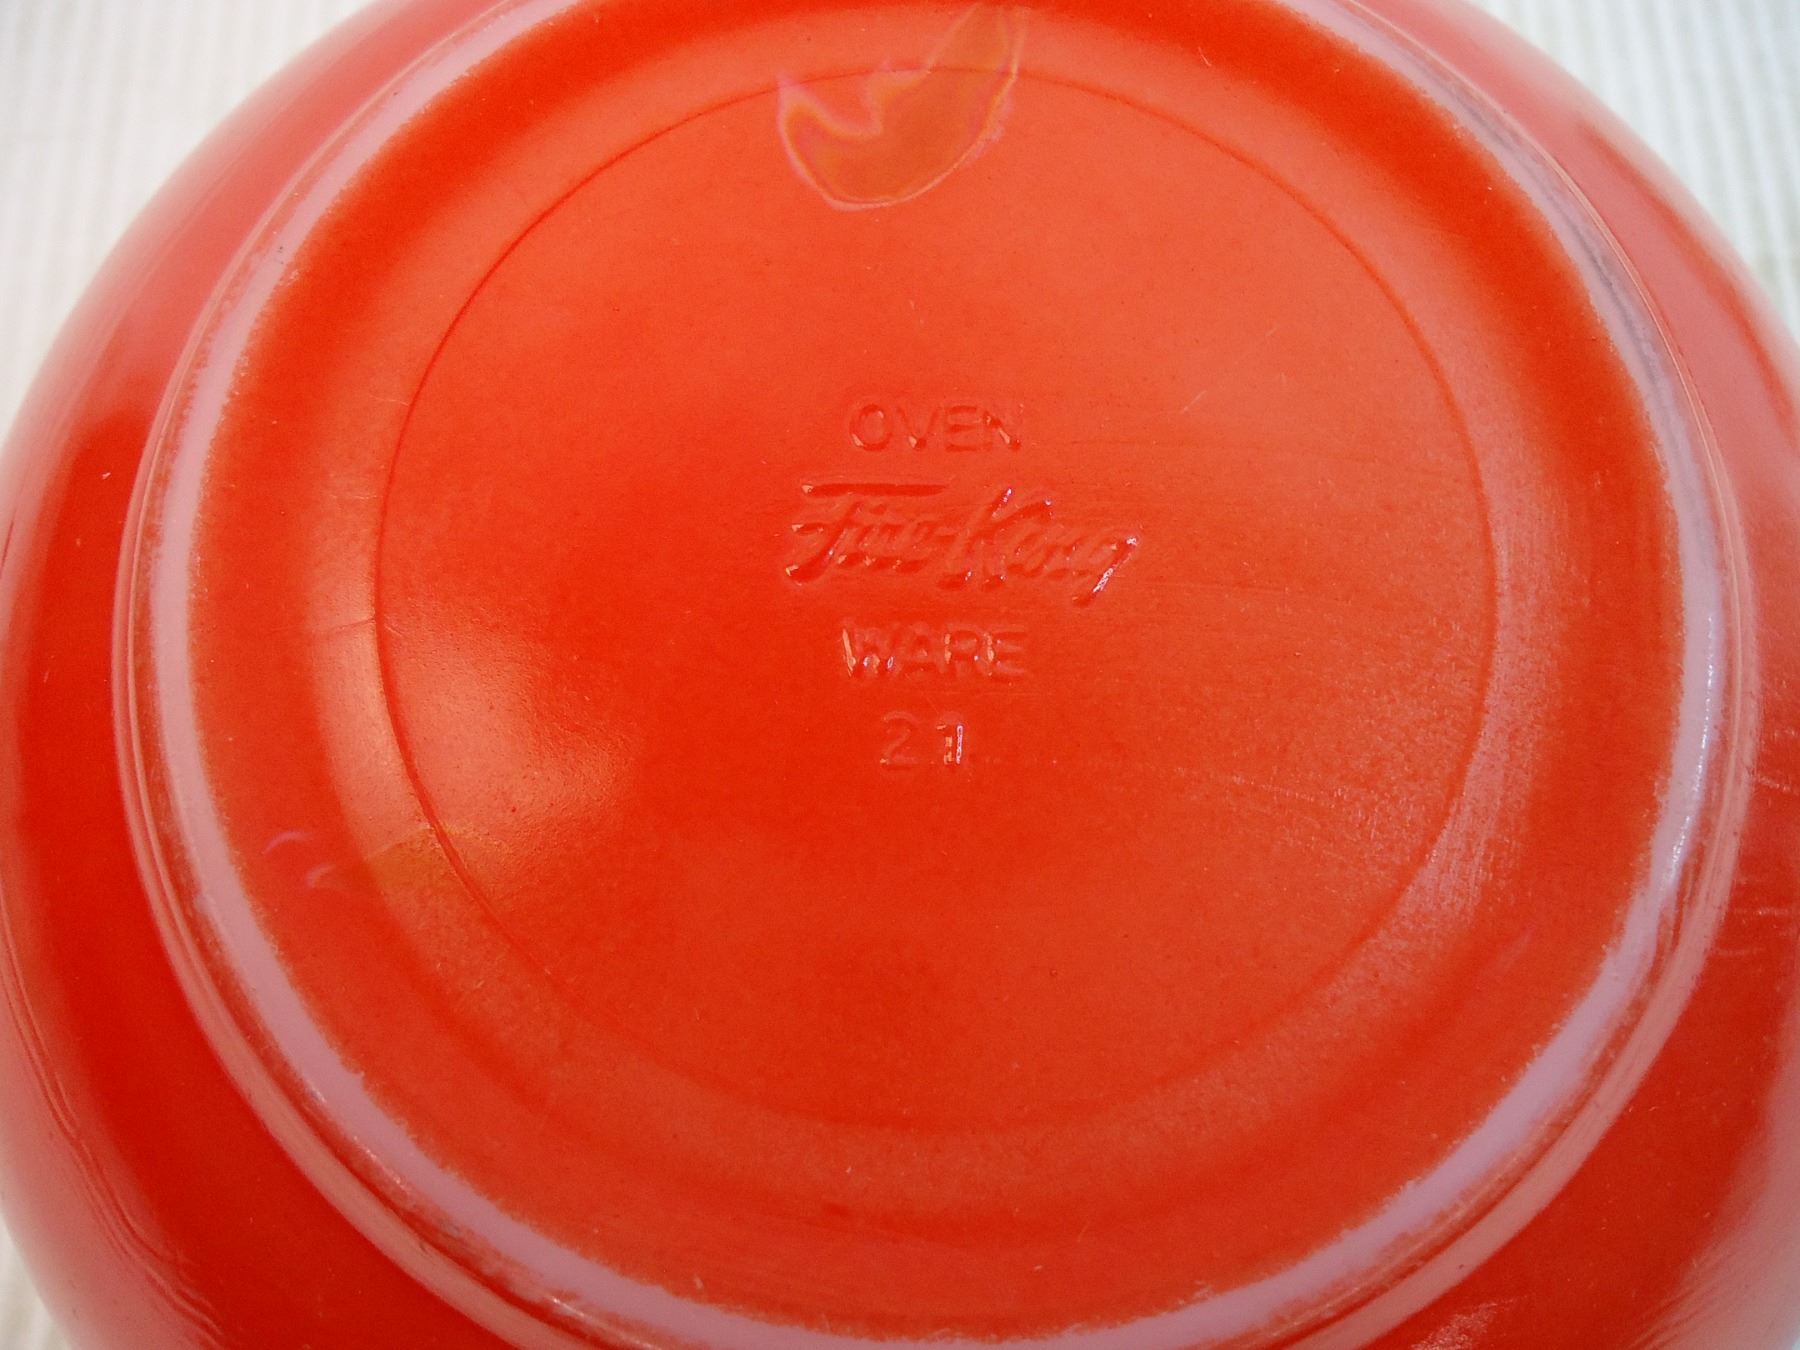 OVEN
Fire-King
WARE
21